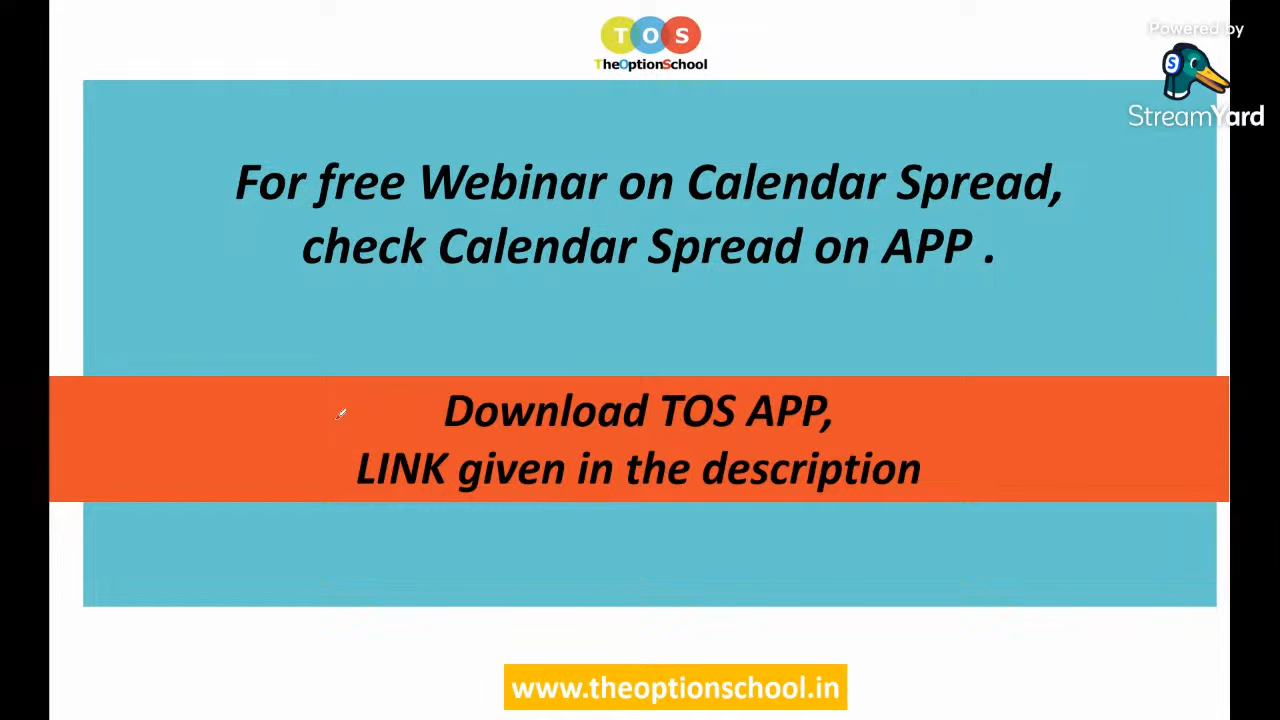 TOS
TheOptionSchool
Powered by
S
StreamYard
For free Webinar on Calendar Spread,
check Calendar Spread on APP .
Download TOS APP,
LINK given in the description
www.theoptionschool.in